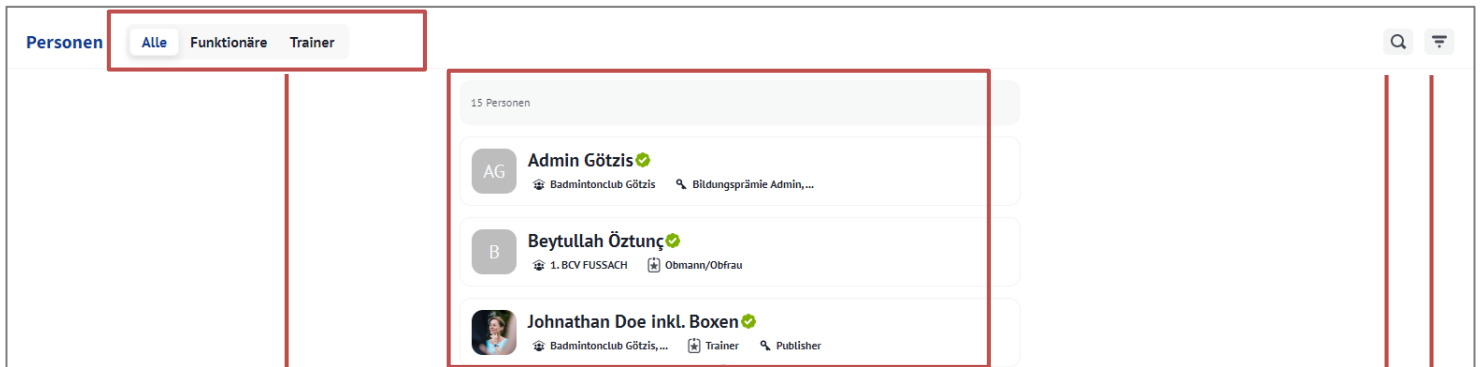 Personen Alle Funktionäre Trainer
15 Personen
AG Admin Götzis
Badmintonclub Götzis Bildungsprämie Admin,...
B Beytullah Öztunç
1. BCV FUSSACH Obmann/Obfrau
Johnathan Doe inkl. Boxen
Badmintonclub Götzis,... Trainer Publisher